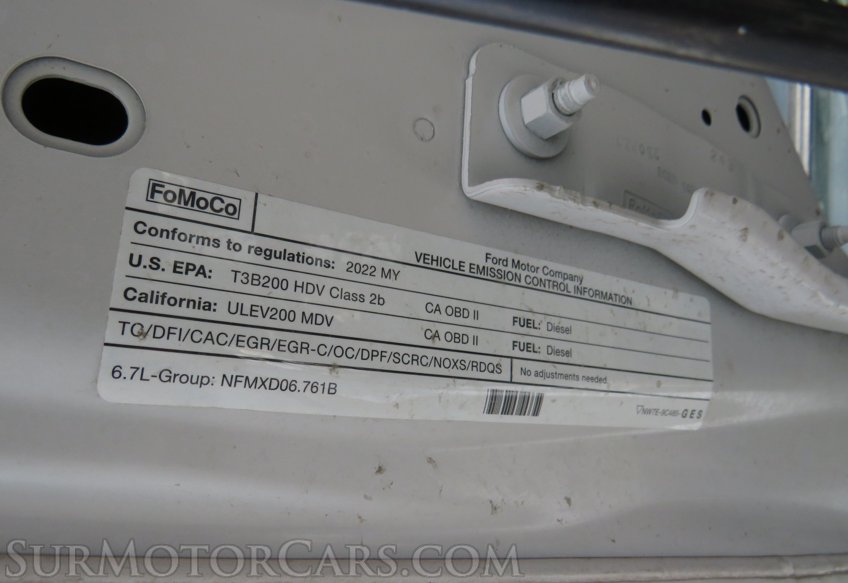 FoMoCo
Ford Motor Company
VEHICLE EMISSION CONTROL INFORMATION
Conforms to regulations: 2022 MY
U.S. EPA: T3B200 HDV Class 2b CA OBD II FUEL: Diesel
California: ULEV200 MDV CA OBD II FUEL: Diesel
TC/DFI/CAC/EGR/EGR-C/OC/DPF/SCRC/NOXS/RDQS No adjustments needed.
6.7L-Group: NFMXD06.761B
GES
SURMOTORCARS.COM